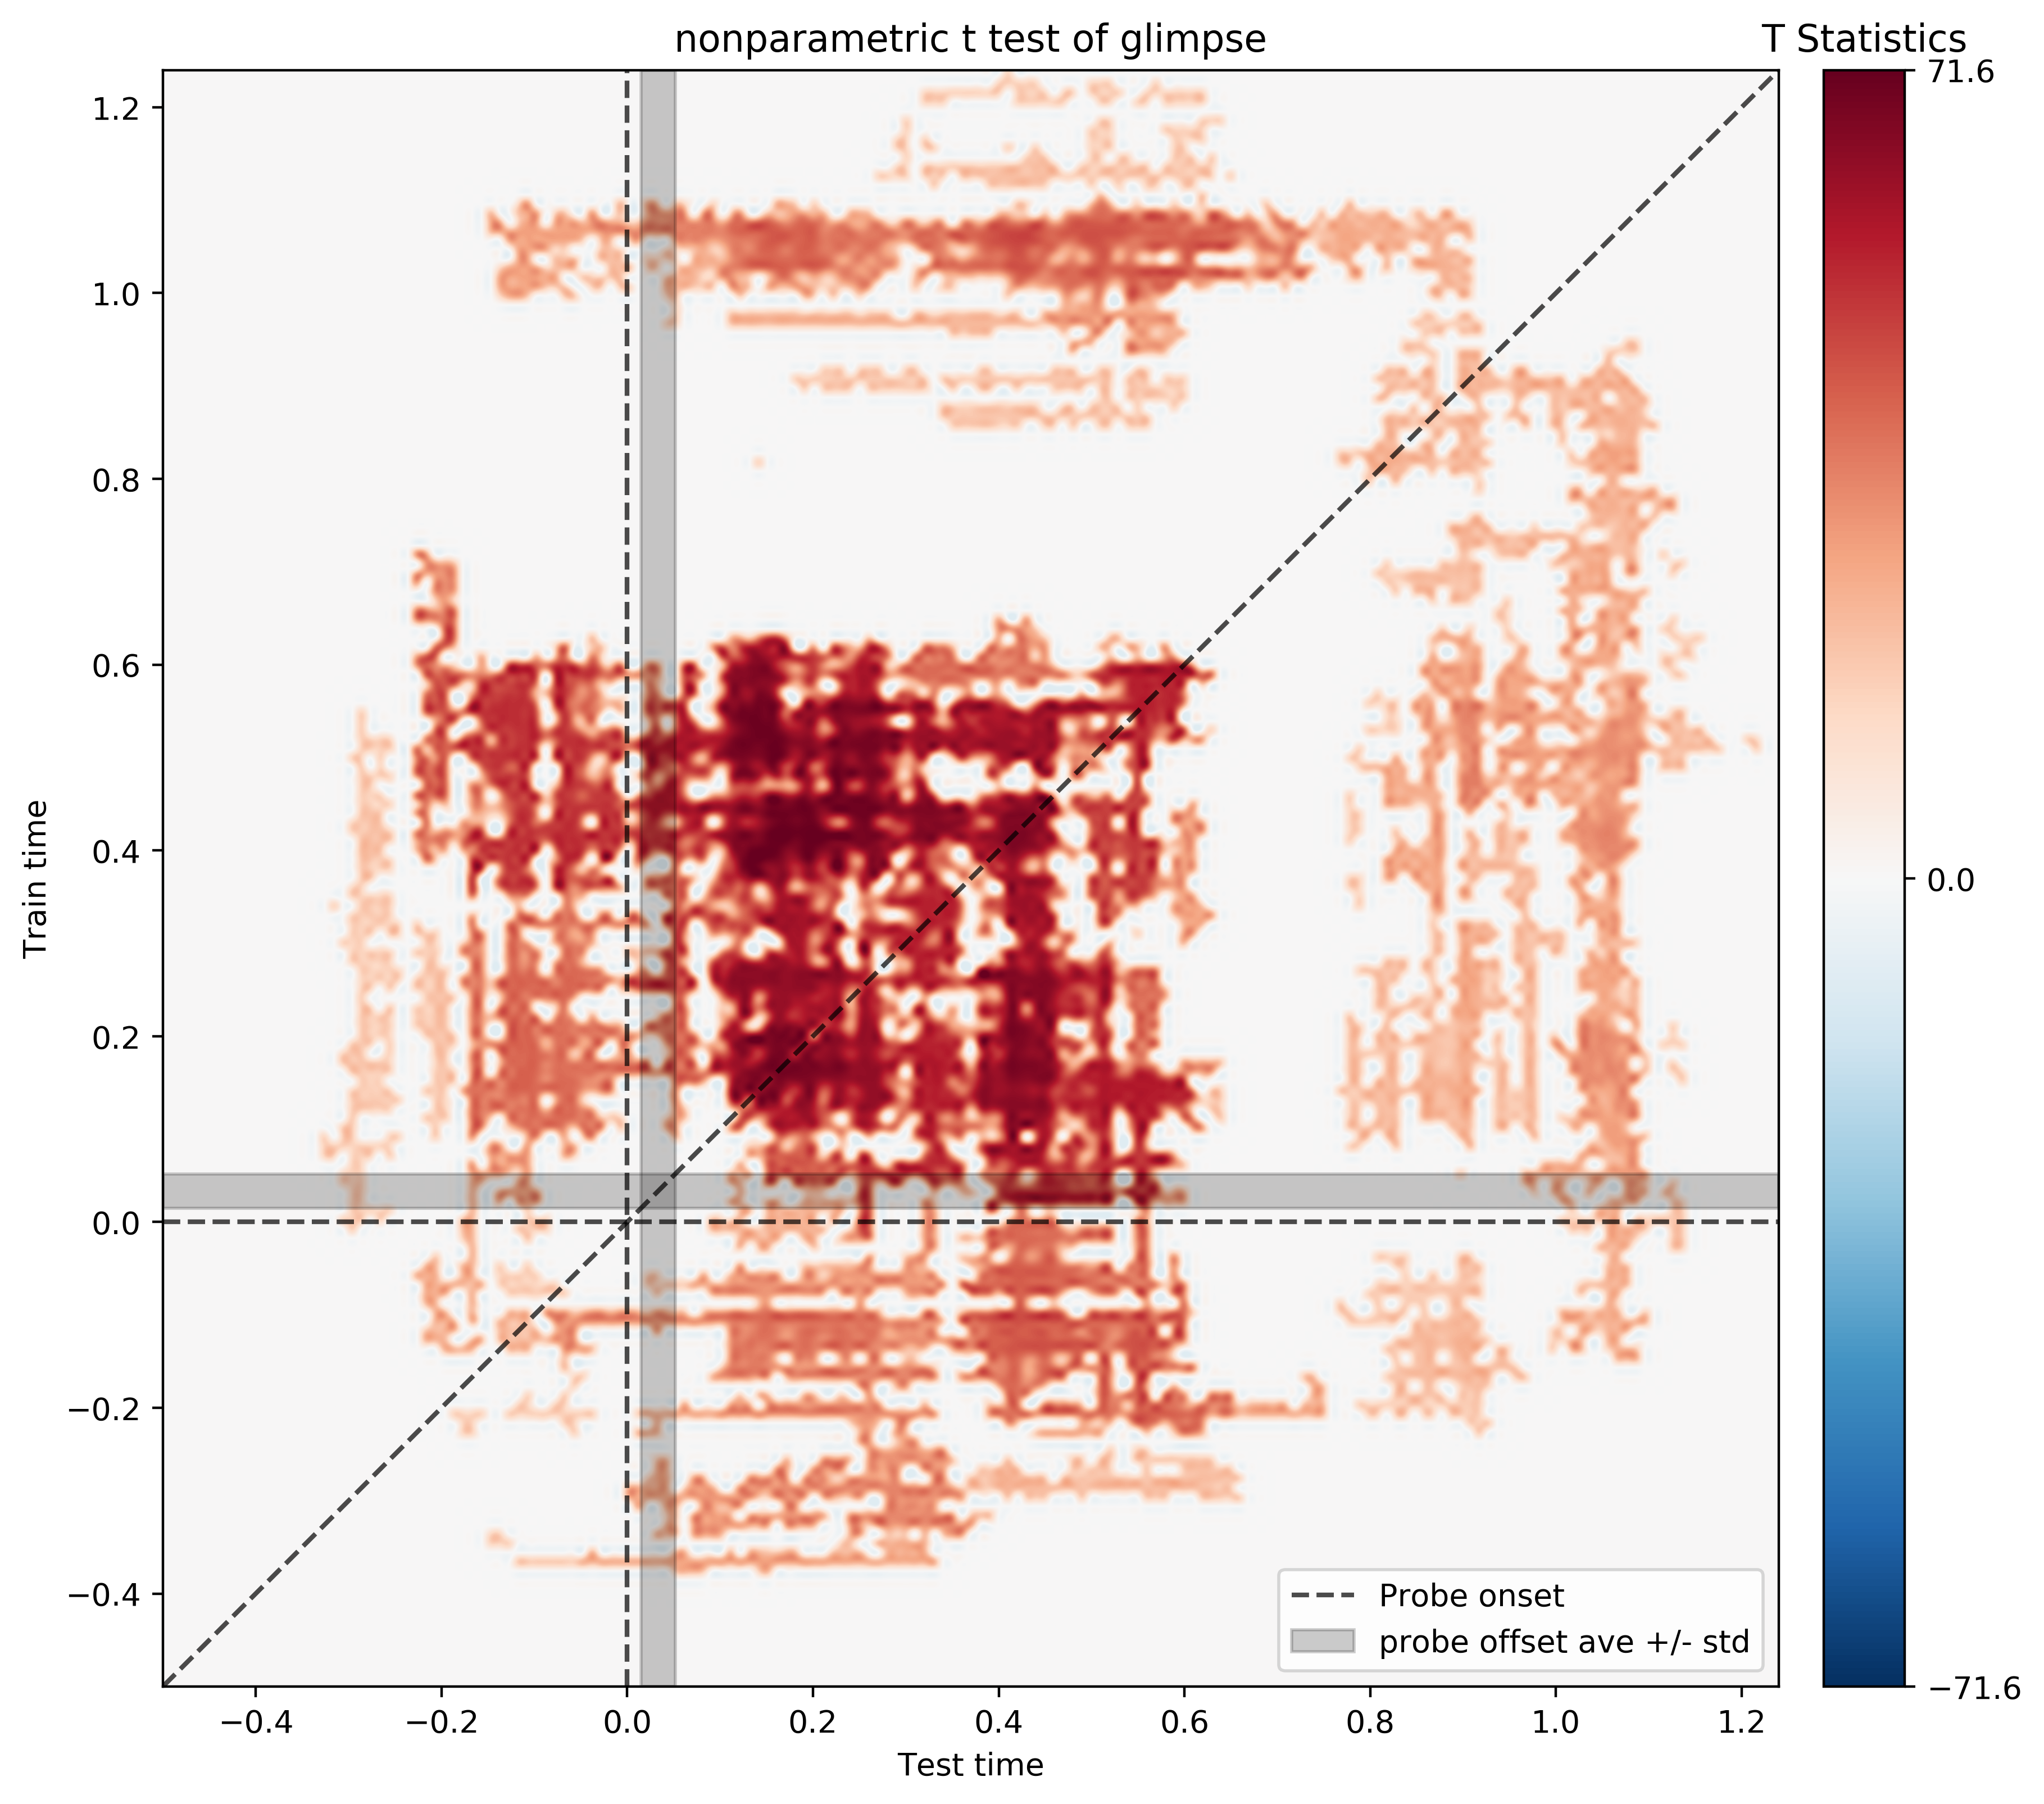 nonparametric t test of glimpse
T Statistics
71.6
0.0
−71.6
Train time
1.2
1.0
0.8
0.6
0.4
0.2
0.0
−0.2
−0.4
−0.4 −0.2 0.0 0.2 0.4 0.6 0.8 1.0 1.2
Test time
Probe onset
probe offset ave +/- std